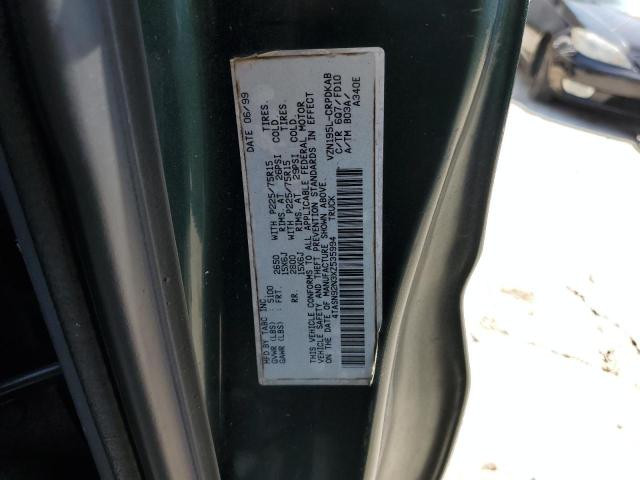 MFD BY TABC INC. DATE 06/99
GVWR (LBS) : 5100
GAWR (LBS) : FRT. 2650 WITH P225/75R15 TIRES.
15X6J RIMS. AT 26PSI COLD.
RR. 2800 WITH P225/75R15 TIRES.
15X6J RIMS. AT 29PSI COLD.
THIS VEHICLE CONFORMS TO ALL APPLICABLE FEDERAL MOTOR
VEHICLE SAFETY AND THEFT PREVENTION STANDARDS IN EFFECT
ON THE DATE OF MANUFACTURE SHOWN ABOVE.
4TASN92N3XZ535994 TRUCK
VZN195L-CRPDKAB
C/TR 6Q7/FD10
A/TM B03A/
A340E